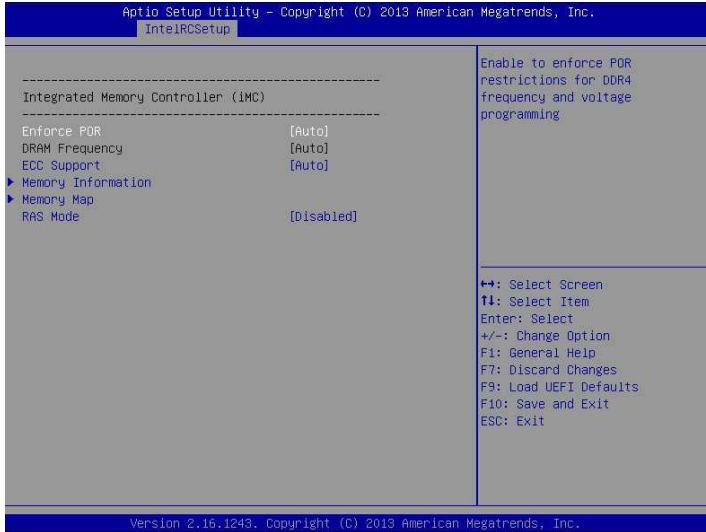 Aptio Setup Utility – Copyright (C) 2013 American Megatrends, Inc.
IntelRCSetup
--------------------------------------------------
Integrated Memory Controller (iMC)
--------------------------------------------------
Enforce POR [Auto]
DRAM Frequency [Auto]
ECC Support [Auto]
Memory Information
Memory Map
RAS Mode [Disabled]
Enable to enforce POR
restrictions for DDR4
frequency and voltage
programming
↔: Select Screen
↑↓: Select Item
Enter: Select
+/-: Change Option
F1: General Help
F7: Discard Changes
F9: Load UEFI Defaults
F10: Save and Exit
ESC: Exit
Version 2.16.1243. Copyright (C) 2013 American Megatrends, Inc.